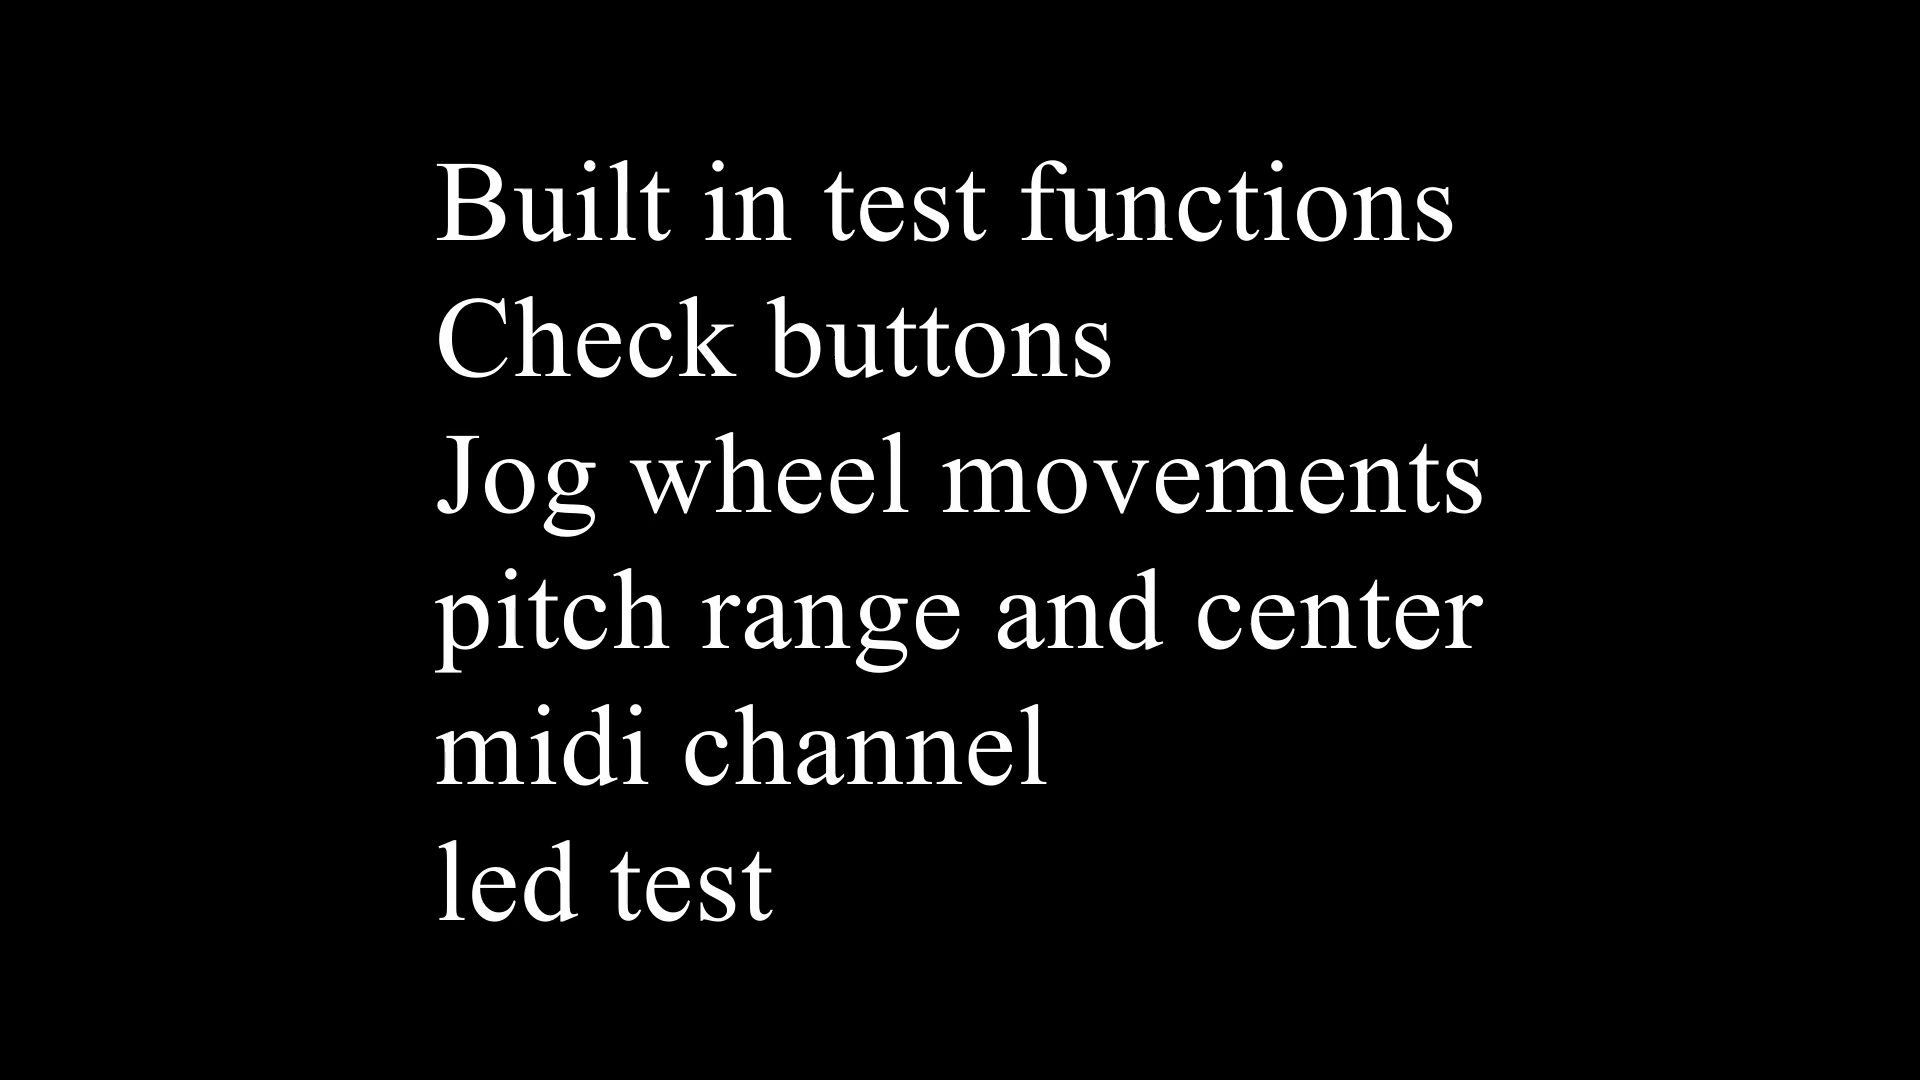 Built in test functions
Check buttons
Jog wheel movements
pitch range and center
midi channel
led test